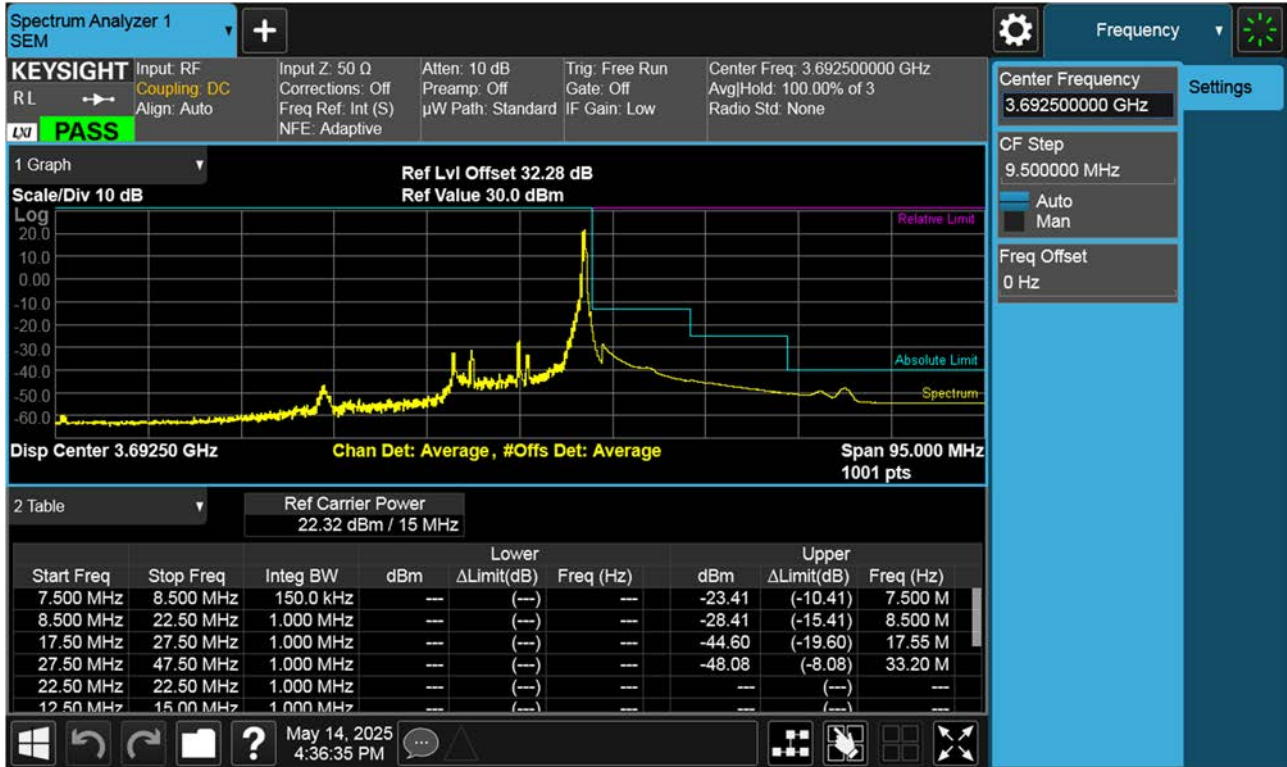 Spectrum Analyzer 1
SEM
Frequency
KEYSIGHT
RL
LXI
PASS
Input: RF
Coupling: DC
Align: Auto
Input Z: 50 Ω
Corrections: Off
Freq Ref: Int (S)
NFE: Adaptive
Atten: 10 dB
Preamp: Off
µW Path: Standard
Trig: Free Run
Gate: Off
IF Gain: Low
Center Freq: 3.692500000 GHz
Avg|Hold: 100.00% of 3
Radio Std: None
Center Frequency
3.692500000 GHz
Settings
CF Step
9.500000 MHz
Auto
Man
Freq Offset
0 Hz
1 Graph
Ref Lvl Offset 32.28 dB
Scale/Div 10 dB
Ref Value 30.0 dBm
Log
Relative Limit
20.0
10.0
0.00
-10.0
-20.0
-30.0
Absolute Limit
-40.0
-50.0
Spectrum
-60.0
Disp Center 3.69250 GHz
Chan Det: Average, #Offs Det: Average
Span 95.000 MHz
1001 pts
2 Table
Ref Carrier Power
22.32 dBm / 15 MHz
Lower Upper
Start Freq Stop Freq Integ BW dBm ΔLimit(dB) Freq (Hz) dBm ΔLimit(dB) Freq (Hz)
7.500 MHz 8.500 MHz 150.0 kHz --- (---) --- -23.41 (-10.41) 7.500 M
8.500 MHz 22.50 MHz 1.000 MHz --- (---) --- -28.41 (-15.41) 8.500 M
17.50 MHz 27.50 MHz 1.000 MHz --- (---) --- -44.60 (-19.60) 17.55 M
27.50 MHz 47.50 MHz 1.000 MHz --- (---) --- -48.08 (-8.08) 33.20 M
22.50 MHz 22.50 MHz 1.000 MHz --- (---) --- --- (---) ---
12.50 MHz 15.00 MHz 1.000 MHz --- (---) --- --- (---) ---
?
May 14, 2025
4:36:35 PM